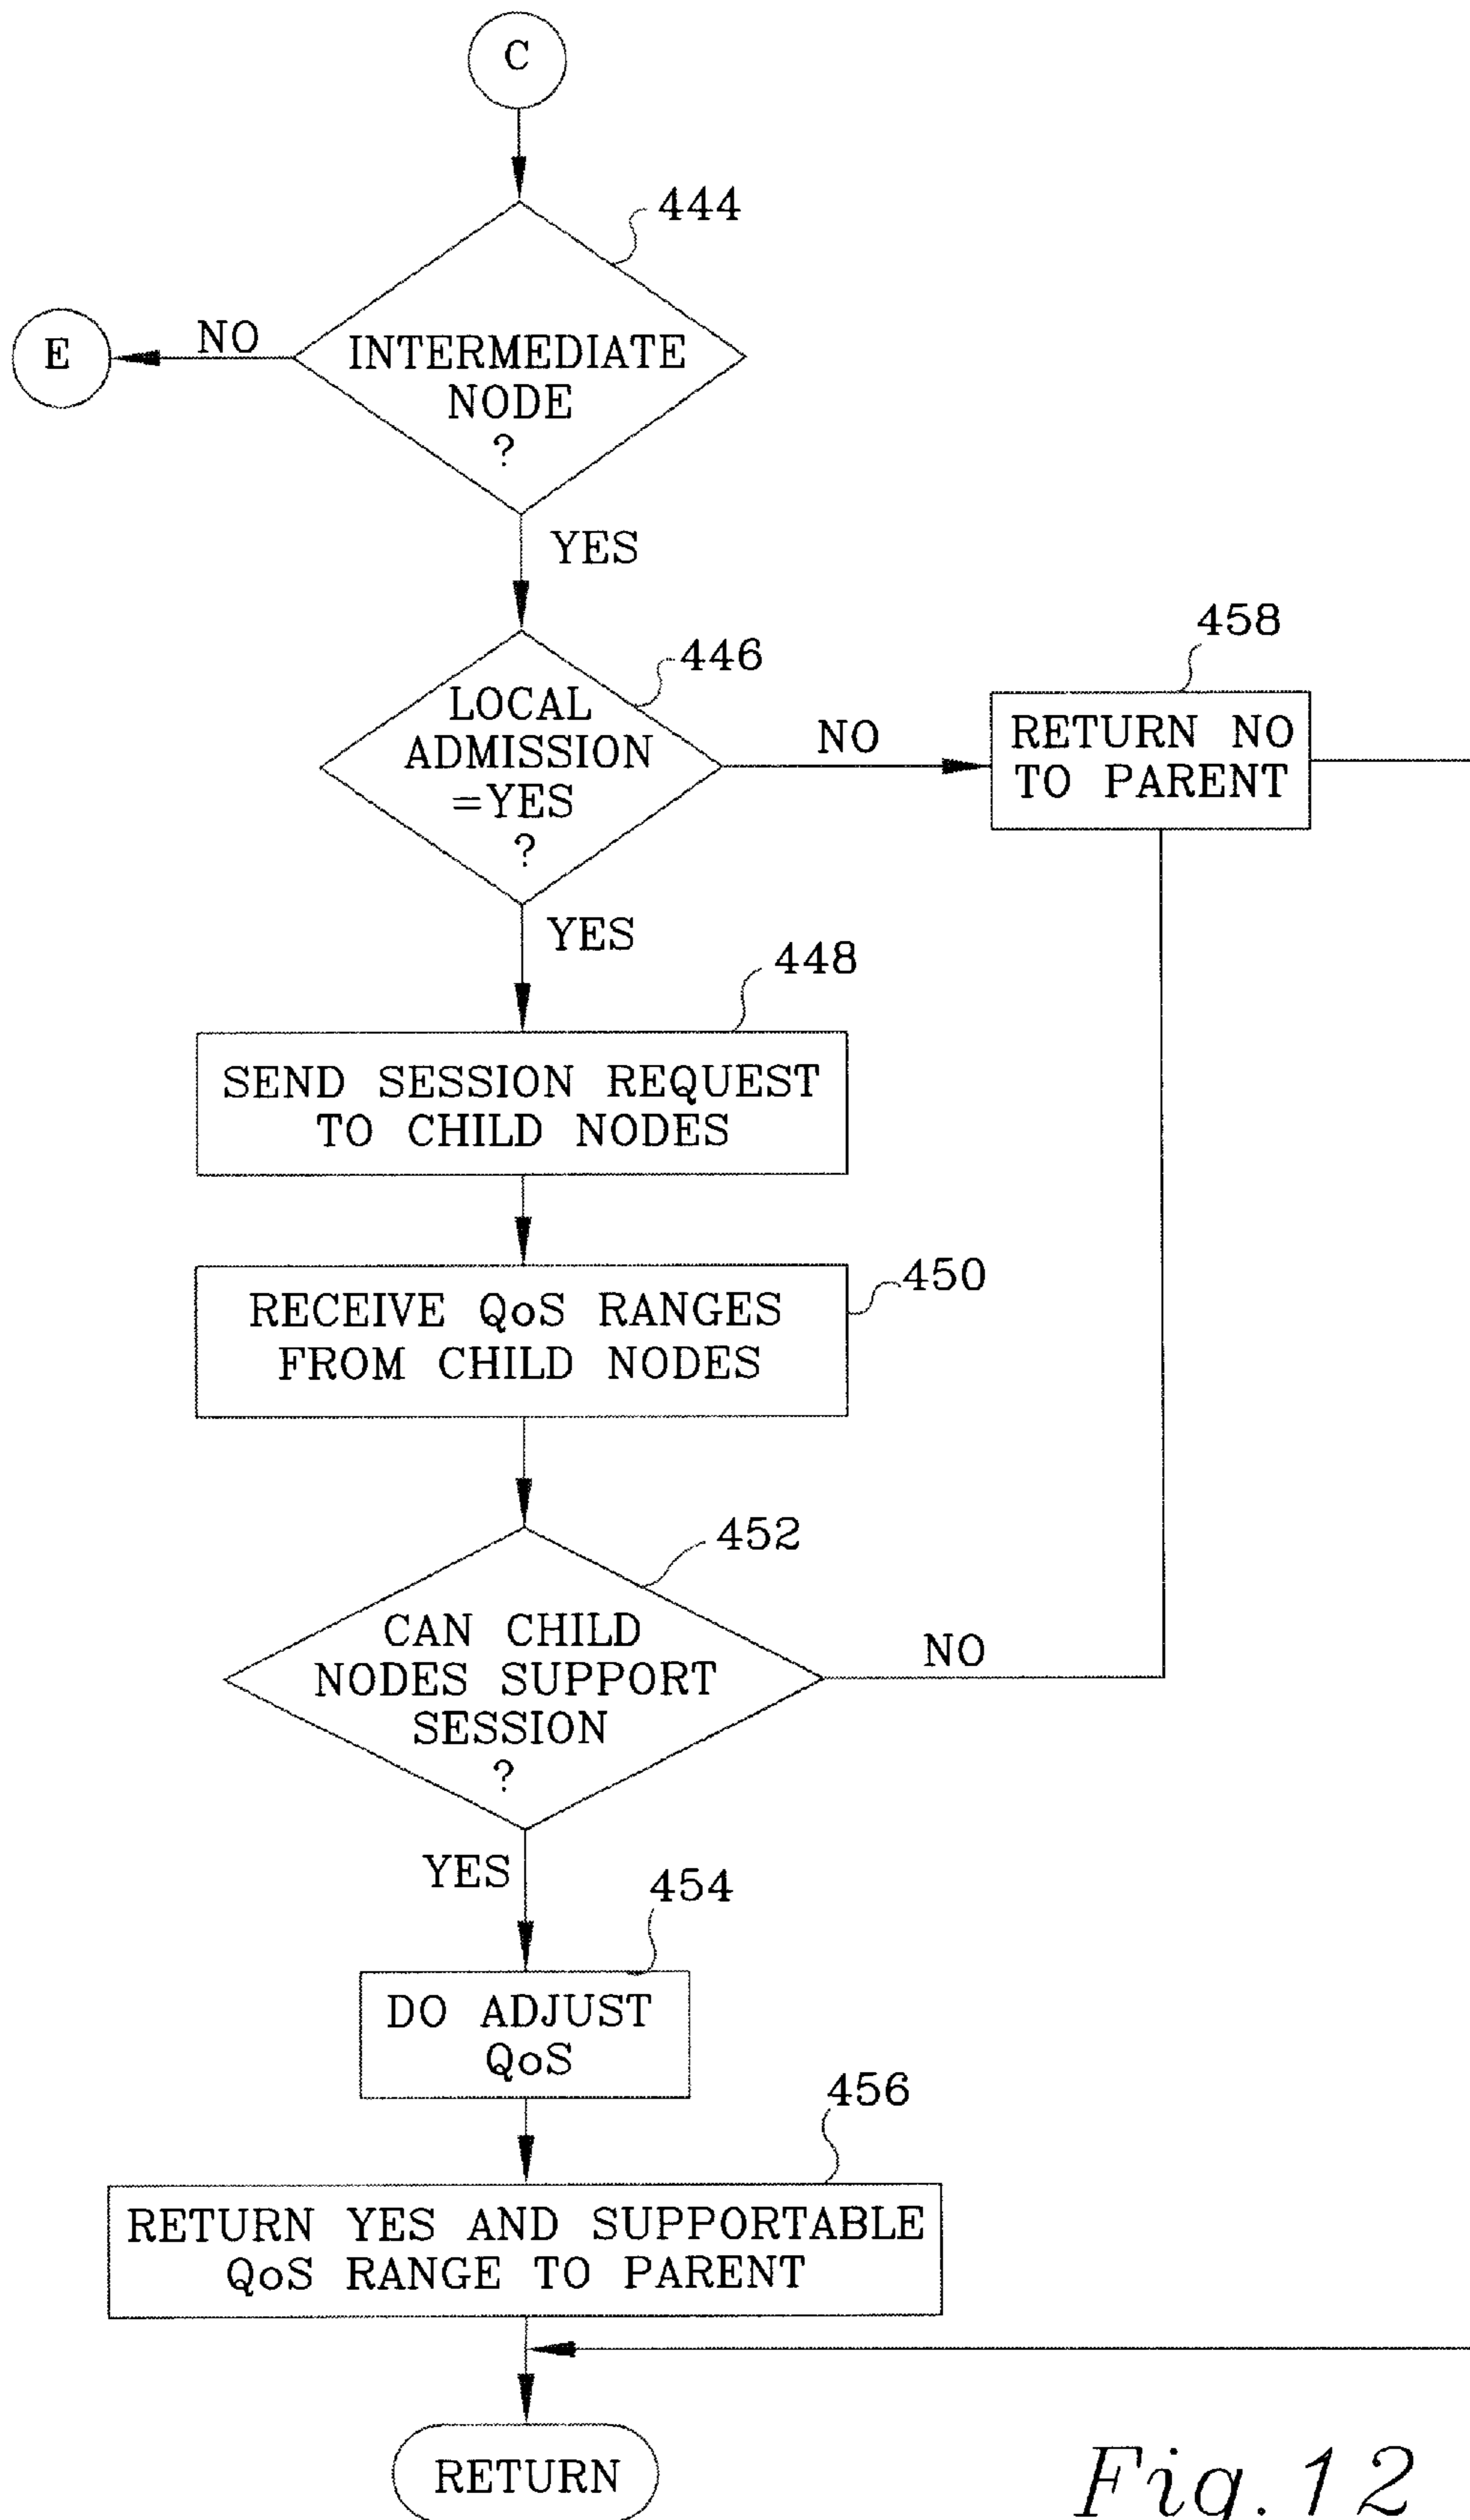 C
444
E
NO
INTERMEDIATE
NODE
?
YES
446
LOCAL
ADMISSION
=YES
?
NO
458
RETURN NO
TO PARENT
YES
448
SEND SESSION REQUEST
TO CHILD NODES
450
RECEIVE QoS RANGES
FROM CHILD NODES
452
CAN CHILD
NODES SUPPORT
SESSION
?
NO
YES
454
DO ADJUST
QoS
456
RETURN YES AND SUPPORTABLE
QoS RANGE TO PARENT
RETURN
Fig. 12